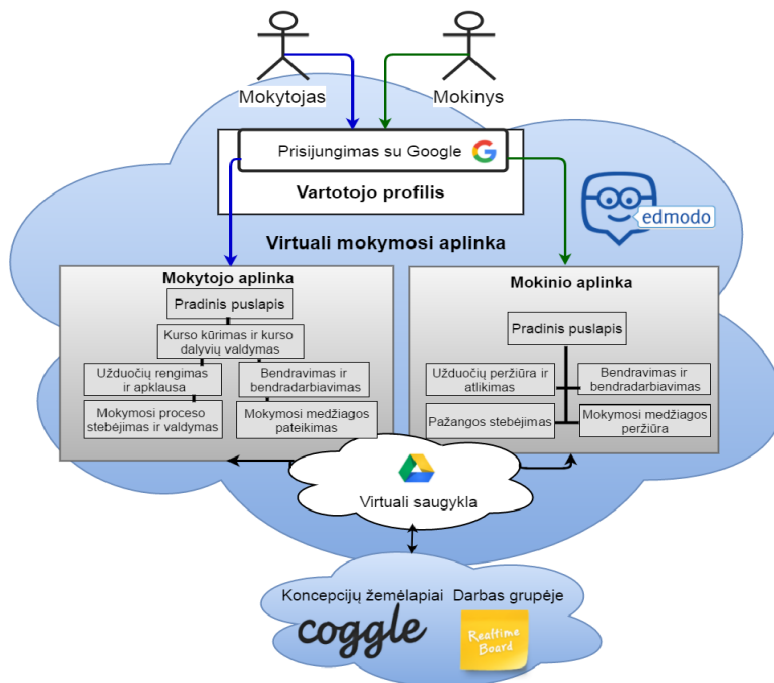 Mokytojas
Mokinys
Prisijungimas su Google
Vartotojo profilis
edmodo
Virtuali mokymosi aplinka
Mokytojo aplinka
Pradinis puslapis
Kurso kūrimas ir kurso
dalyvių valdymas
Užduočių rengimas
ir apklausa
Bendravimas ir
bendradarbiavimas
Mokymosi proceso
stebėjimas ir valdymas
Mokymosi medžiagos
pateikimas
Mokinio aplinka
Pradinis puslapis
Užduočių peržiūra ir
atlikimas
Bendravimas ir
bendradarbiavimas
Pažangos stebėjimas
Mokymosi medžiagos
peržiūra
Virtuali saugykla
Koncepcijų žemėlapiai
Darbas grupėje
coggle
Realtime
Board